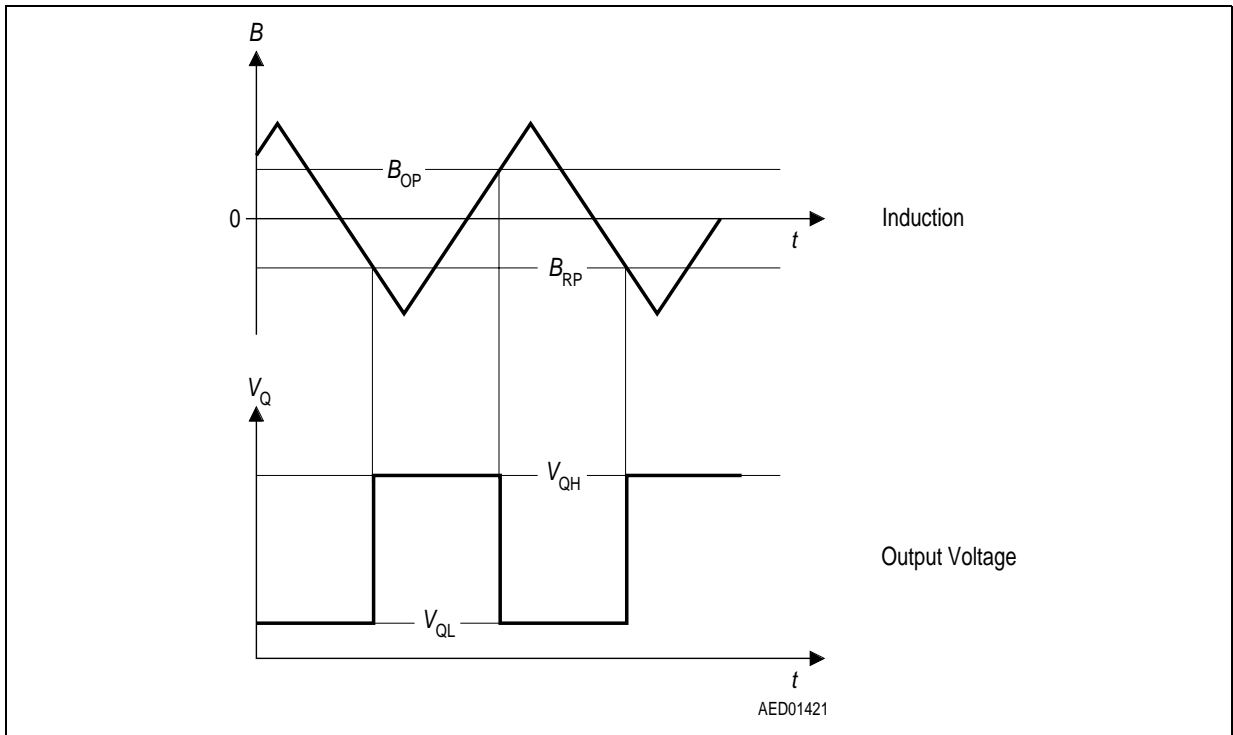 B
B_OP
0
t
Induction
B_RP
V_Q
V_QH
Output Voltage
V_QL
t
AED01421